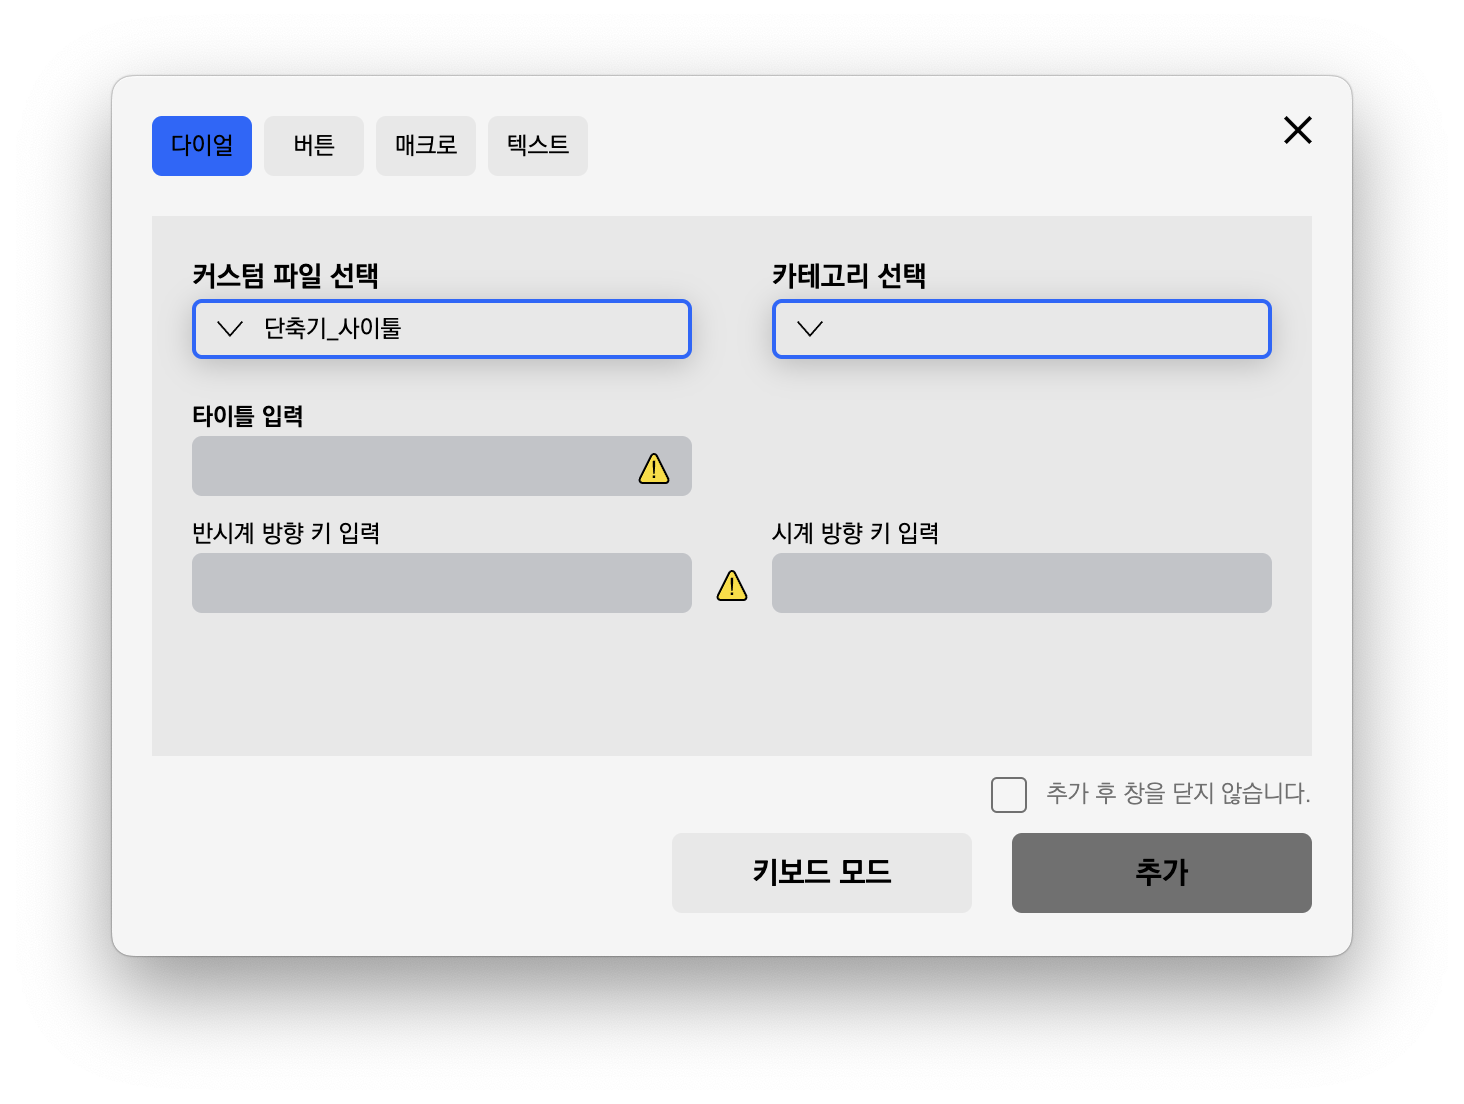 다이얼 버튼 매크로 텍스트
커스텀 파일 선택 카테고리 선택
단축기_사이툴
타이틀 입력
반시계 방향 키 입력 시계 방향 키 입력
추가 후 창을 닫지 않습니다.
키보드 모드 추가